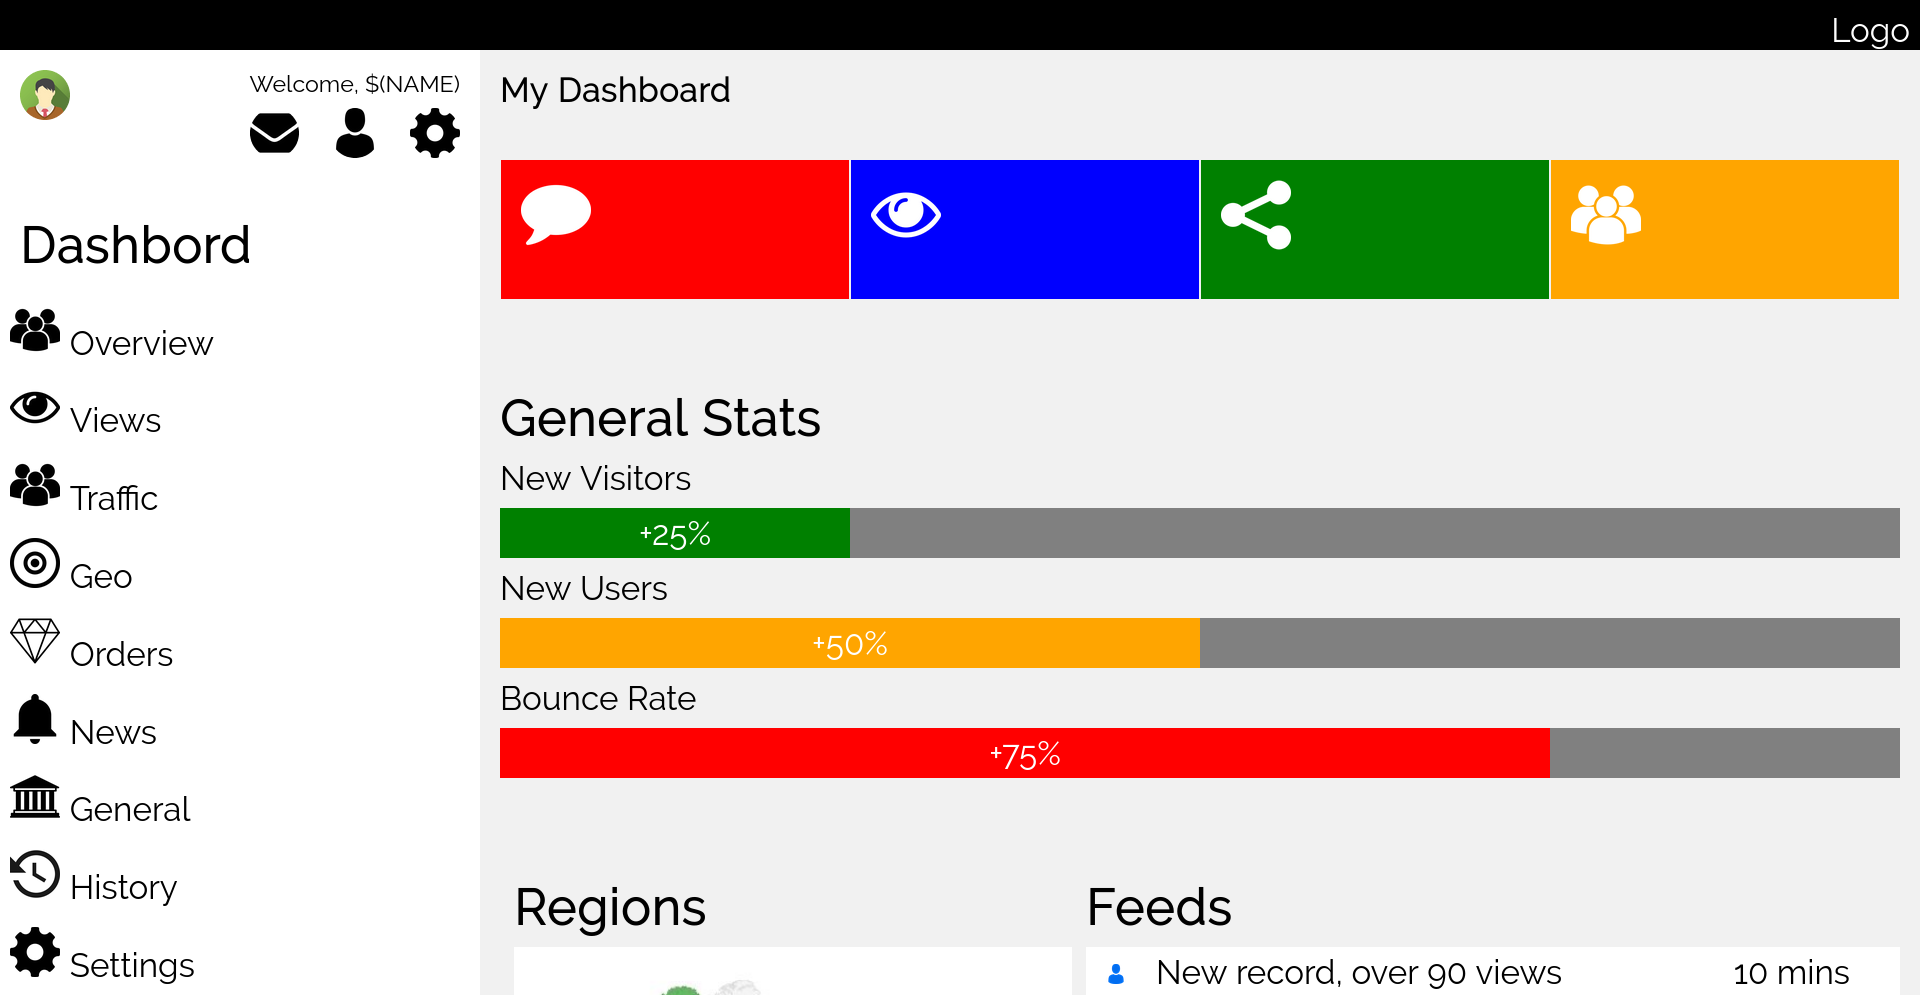 Logo
Welcome, $(NAME)
Dashbord
Overview
Views
Traffic
Geo
Orders
News
General
History
Settings
My Dashboard
General Stats
New Visitors
+25%
New Users
+50%
Bounce Rate
+75%
Regions
Feeds
New record, over 90 views 10 mins